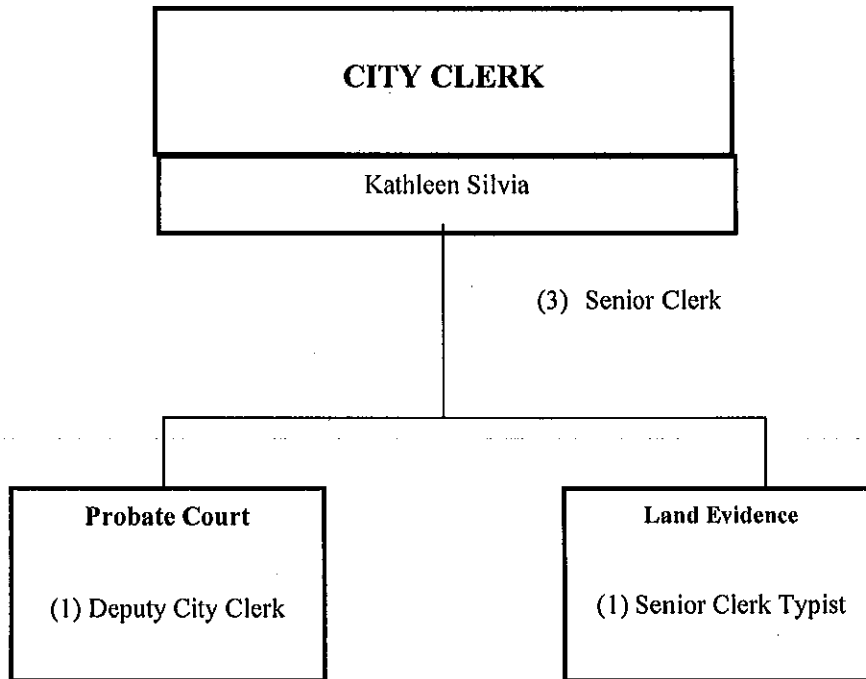 CITY CLERK
Kathleen Silvia
(3) Senior Clerk
Probate Court
(1) Deputy City Clerk
Land Evidence
(1) Senior Clerk Typist